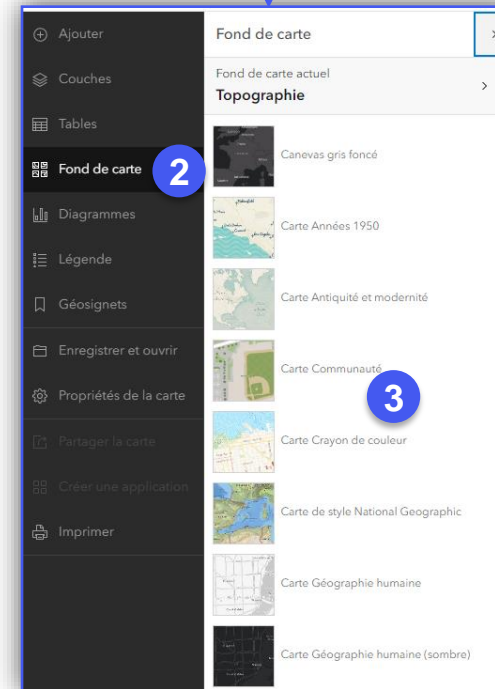 Ajouter
Couches
Tables
Fond de carte
2
Diagrammes
Légende
Géosignets
Enregistrer et ouvrir
Propriétés de la carte
Partager la carte
Créer une application
Imprimer
Fond de carte
Fond de carte actuel
Topographie
Canevas gris foncé
Carte Années 1950
Carte Antiquité et modernité
Carte Communauté
3
Carte Crayon de couleur
Carte de style National Geographic
Carte Géographie humaine
Carte Géographie humaine (sombre)